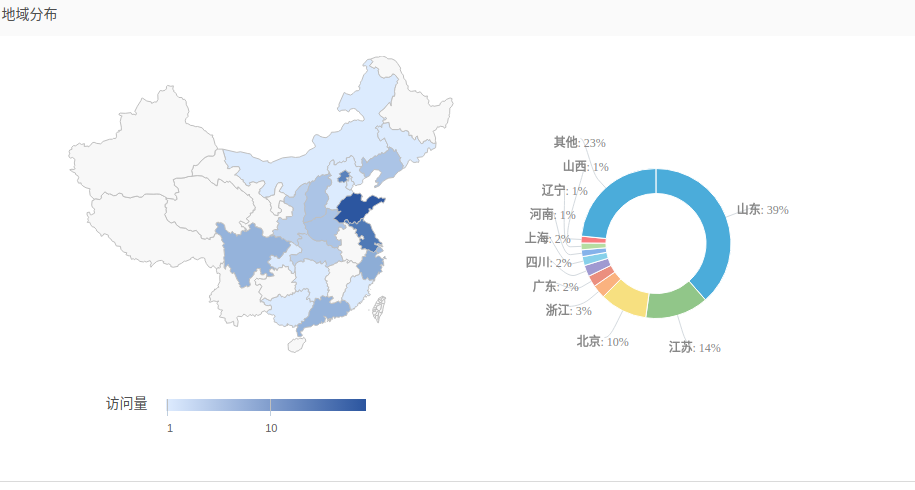 地域分布
其他: 23%
山西: 1%
辽宁: 1%
河南: 1%
上海: 2%
四川: 2%
广东: 2%
浙江: 3%
北京: 10%
江苏: 14%
山东: 39%
访问量
1
10